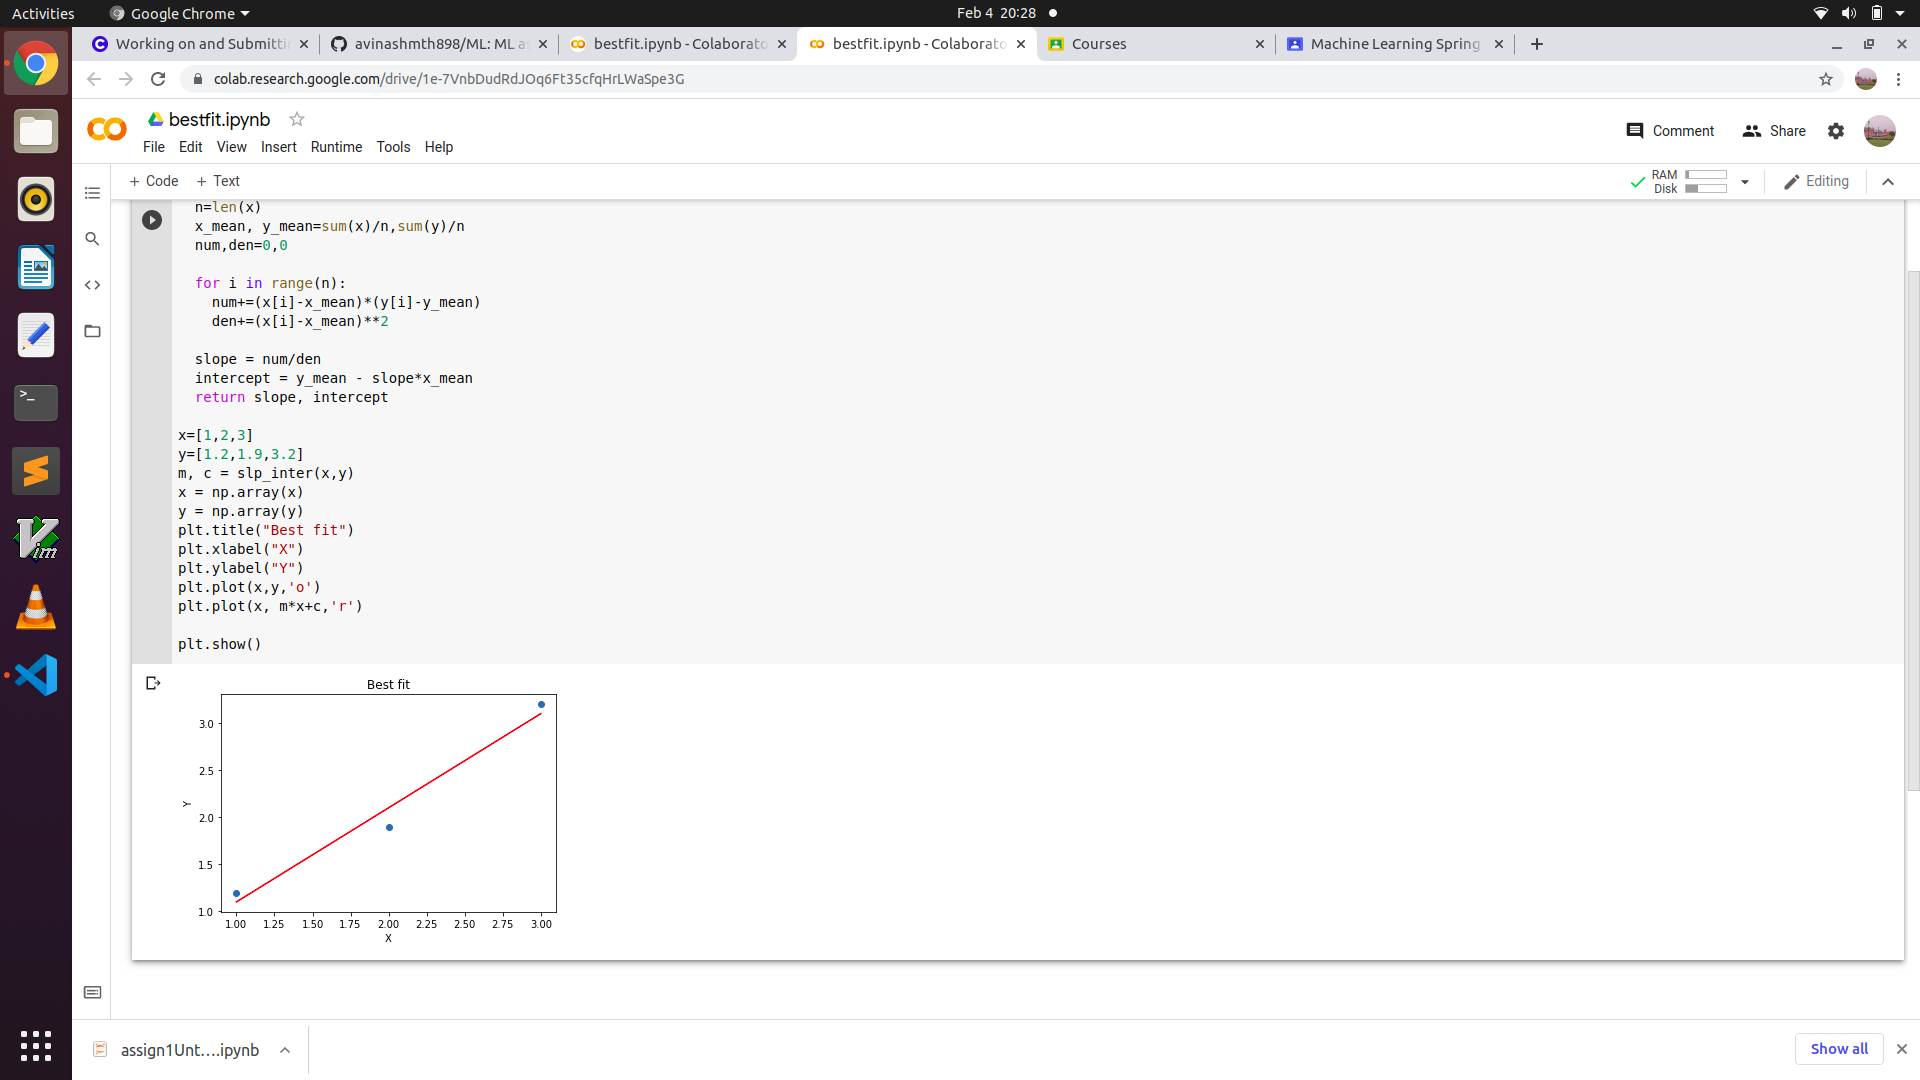 Activities
Google Chrome
Feb 4 20:28
Working on and Submittin
avinashmth898/ML: ML as
bestfit.ipynb - Colaborato
bestfit.ipynb - Colaborato
Courses
Machine Learning Spring
colab.research.google.com/drive/1e-7VnbDudRdJOq6Ft35cfqHrLWaSpe3G
bestfit.ipynb
File Edit View Insert Runtime Tools Help
Comment
Share
+ Code + Text
RAM
Disk
Editing
n=len(x)
x_mean, y_mean=sum(x)/n,sum(y)/n
num,den=0,0
for i in range(n):
num+=(x[i]-x_mean)*(y[i]-y_mean)
den+=(x[i]-x_mean)**2
slope = num/den
intercept = y_mean - slope*x_mean
return slope, intercept
x=[1,2,3]
y=[1.2,1.9,3.2]
m, c = slp_inter(x,y)
x = np.array(x)
y = np.array(y)
plt.title("Best fit")
plt.xlabel("X")
plt.ylabel("Y")
plt.plot(x,y,'o')
plt.plot(x, m*x+c,'r')
plt.show()
Best fit
3.0
2.5
2.0
1.5
1.0
Y
1.00 1.25 1.50 1.75 2.00 2.25 2.50 2.75 3.00
X
assign1Unt....ipynb
Show all